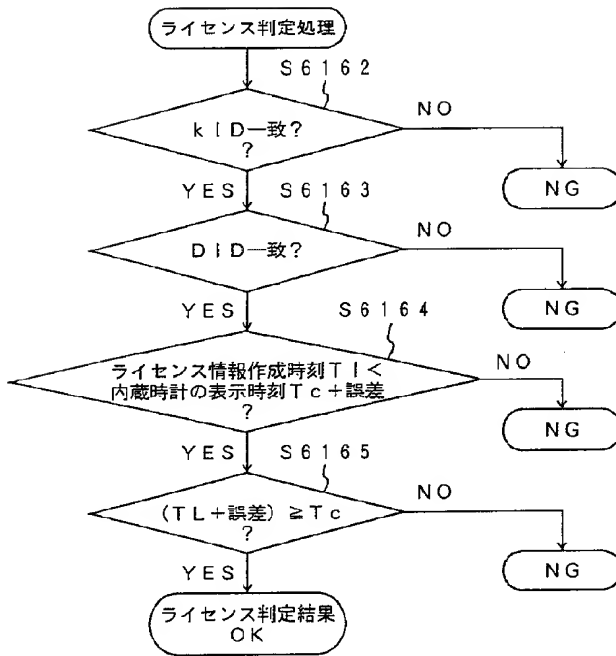 ライセンス判定処理
S6162
kID一致?
?
NO
NG
YES
S6163
DID一致?
NO
NG
YES
S6164
ライセンス情報作成時刻TI<
内蔵時計の表示時刻Tc+誤差
?
NO
NG
YES
S6165
(TL+誤差)≧Tc
?
NO
NG
YES
ライセンス判定結果
OK